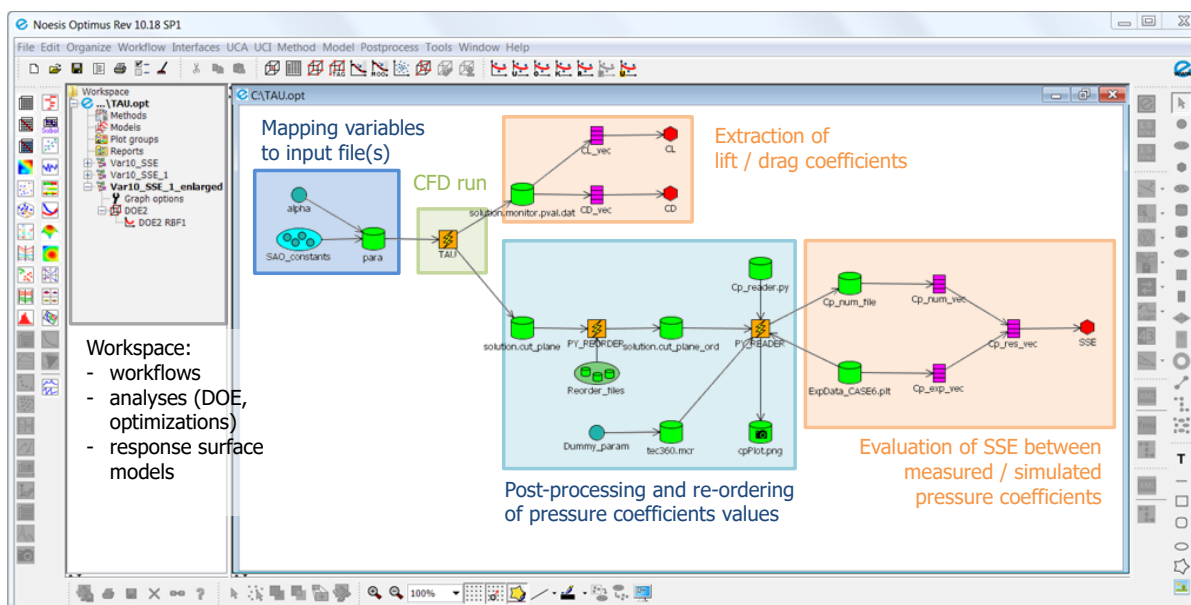 Noesis Optimus Rev 10.18 SP1
File Edit Organize Workflow Interfaces UCA UCI Method Model Postprocess Tools Window Help
Workspace
...\TAU.opt
Methods
Models
Plot groups
Reports
Var10_SSE
Var10_SSE_1
Var10_SSE_1_enlarged
Graph options
DOE2
DOE2 RBF1
Workspace:
- workflows
- analyses (DOE,
optimizations)
- response surface
models
C:\TAU.opt
Mapping variables
to input file(s)
alpha
SAO_constants
para
CFD run
TAU
CL_vec
CL
solution.monitor.pval.dat
CD_vec
CD
Extraction of
lift / drag coefficients
Cp_reader.py
solution.cut_plane
PY_REORDER
solution.cut_plane_ord
PY_READER
Reorder_files
Dummy_param
tec360.mcr
cpPlot.png
Post-processing and re-ordering
of pressure coefficients values
Cp_num_file
Cp_num_vec
Cp_res_vec
SSE
ExpData_CASE6.plt
Cp_exp_vec
Evaluation of SSE between
measured / simulated
pressure coefficients
T
100%